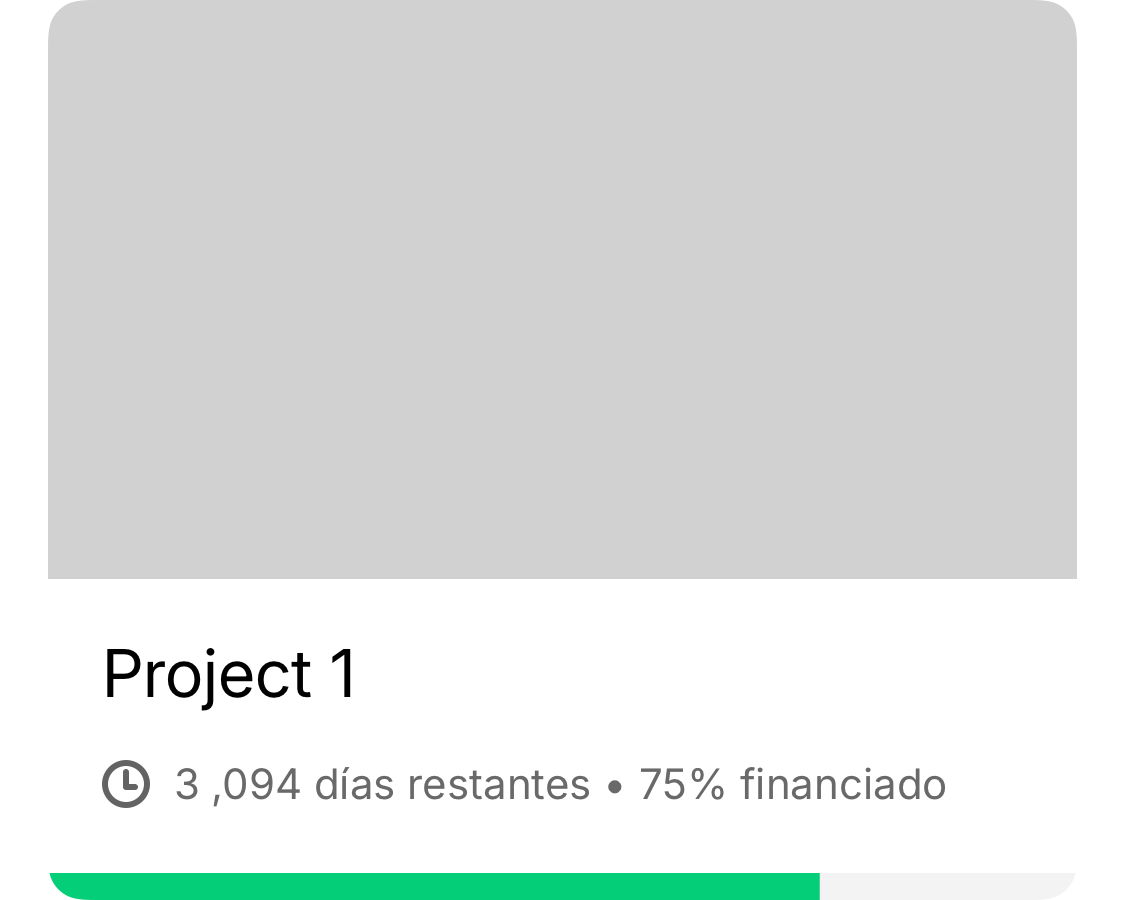 Project 1
3 ,094 días restantes • 75% financiado